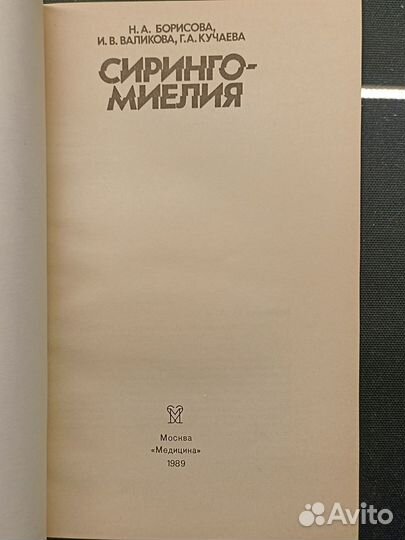 Н. А. БОРИСОВА,
И. В. ВАЛИКОВА, Г. А. КУЧАЕВА
СИРИНГО-
МИЕЛИЯ
М
Москва
«Медицина»
1989
Avito